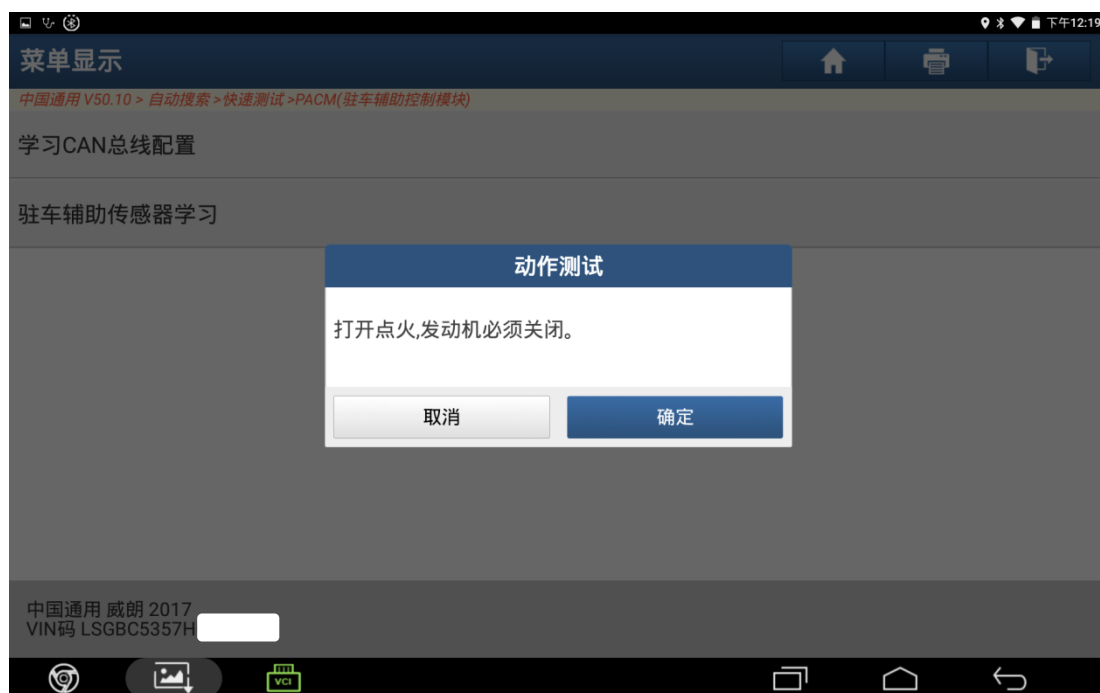 下午12:19
菜单显示
中国通用 V50.10 > 自动搜索 >快速测试 >PACM(驻车辅助控制模块)
学习CAN总线配置
驻车辅助传感器学习
动作测试
打开点火,发动机必须关闭。
取消
确定
中国通用 威朗 2017
VIN码 LSGBC5357H
VCI